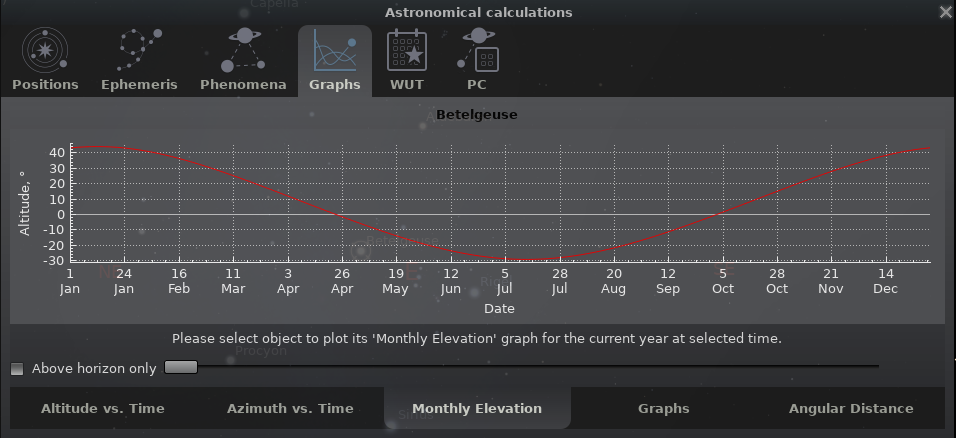 Capella
Astronomical calculations
Positions Ephemeris Phenomena Graphs WUT PC
Betelgeuse
Altitude, °
40
30
20
10
0
-10
-20
-30
1 24 16 11 3 26 19 12 5 28 20 12 5 28 21 14
Jan Jan Feb Mar Apr Apr May Jun Jul Jul Aug Sep Oct Oct Nov Dec
Date
Please select object to plot its 'Monthly Elevation' graph for the current year at selected time.
Procyon
Above horizon only
Altitude vs. Time Azimuth vs. Time Monthly Elevation Graphs Angular Distance